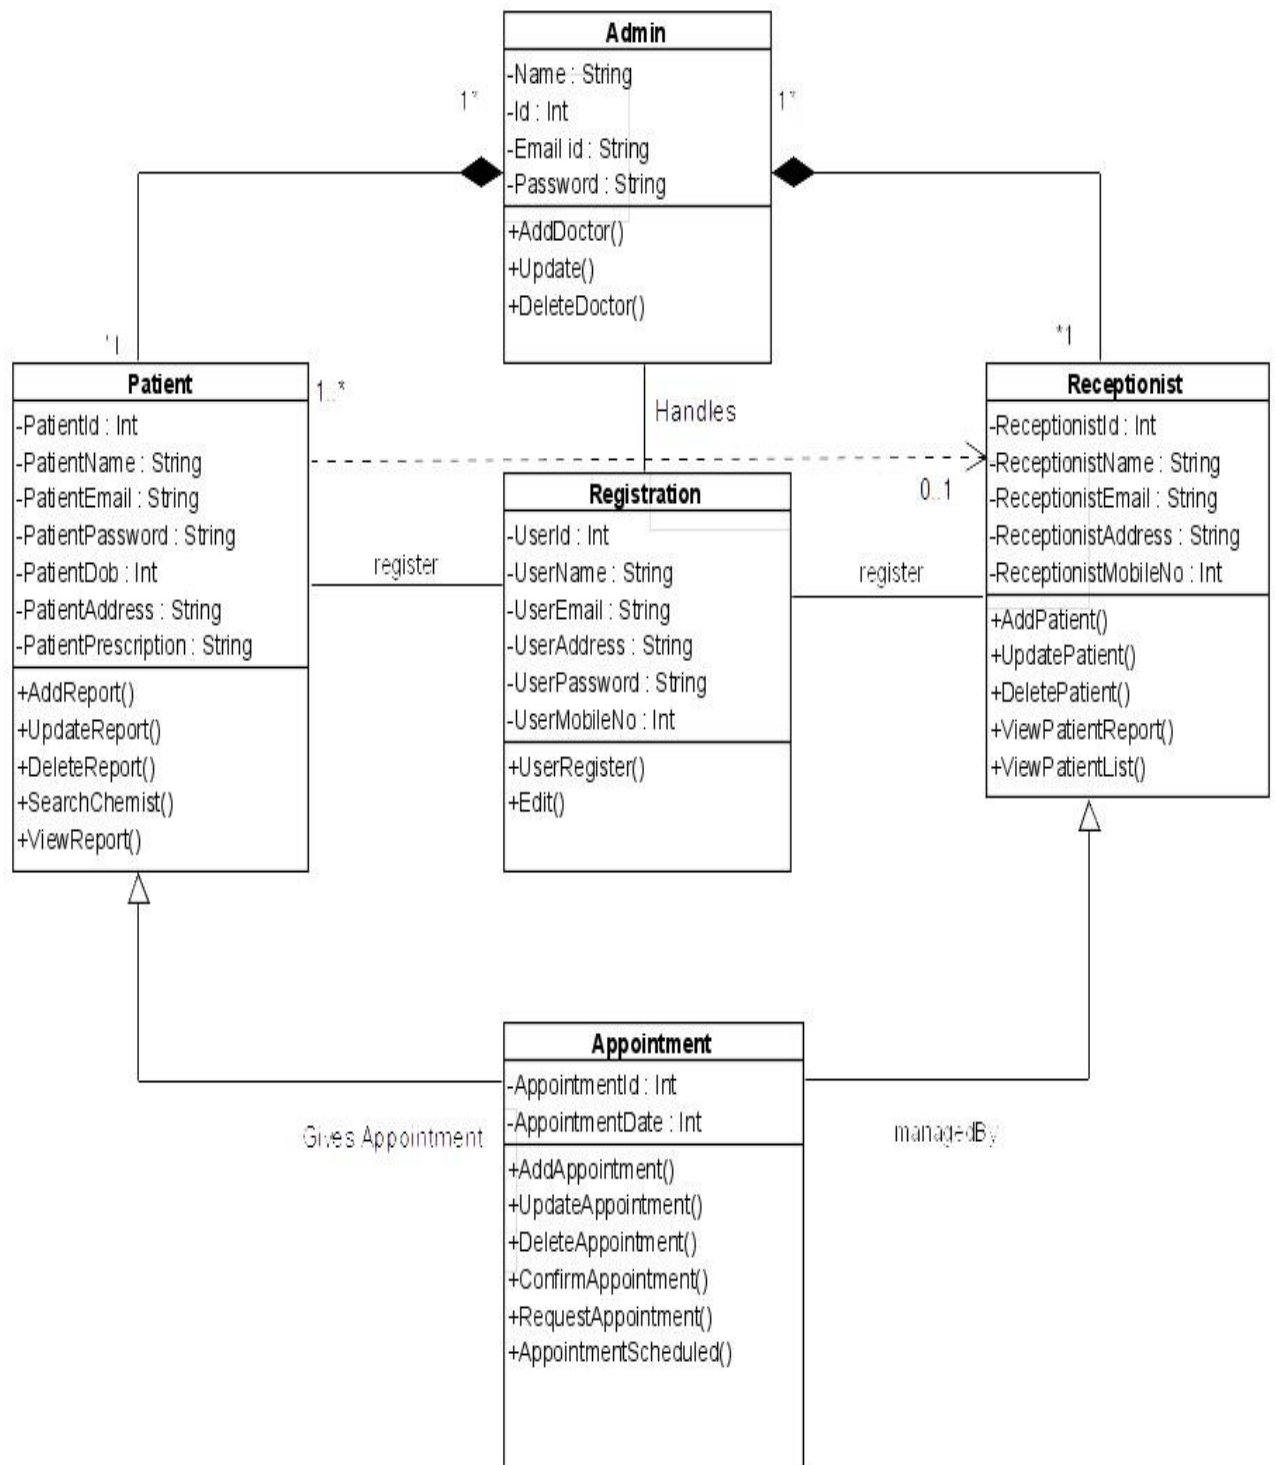 Admin
-Name : String
-Id : Int
-Email id : String
-Password : String
+AddDoctor()
+Update()
+DeleteDoctor()
1*
1*
*1
*1
Patient
-PatientId : Int
-PatientName : String
-PatientEmail : String
-PatientPassword : String
-PatientDob : Int
-PatientAddress : String
-PatientPrescription : String
+AddReport()
+UpdateReport()
+DeleteReport()
+SearchChemist()
+ViewReport()
1..*
Handles
0..1
register
register
Registration
-UserId : Int
-UserName : String
-UserEmail : String
-UserAddress : String
-UserPassword : String
-UserMobileNo : Int
+UserRegister()
+Edit()
Receptionist
-ReceptionistId : Int
-ReceptionistName : String
-ReceptionistEmail : String
-ReceptionistAddress : String
-ReceptionistMobileNo : Int
+AddPatient()
+UpdatePatient()
+DeletePatient()
+ViewPatientReport()
+ViewPatientList()
Gives Appointment
managedBy
Appointment
-AppointmentId : Int
-AppointmentDate : Int
+AddAppointment()
+UpdateAppointment()
+DeleteAppointment()
+ConfirmAppointment()
+RequestAppointment()
+AppointmentScheduled()